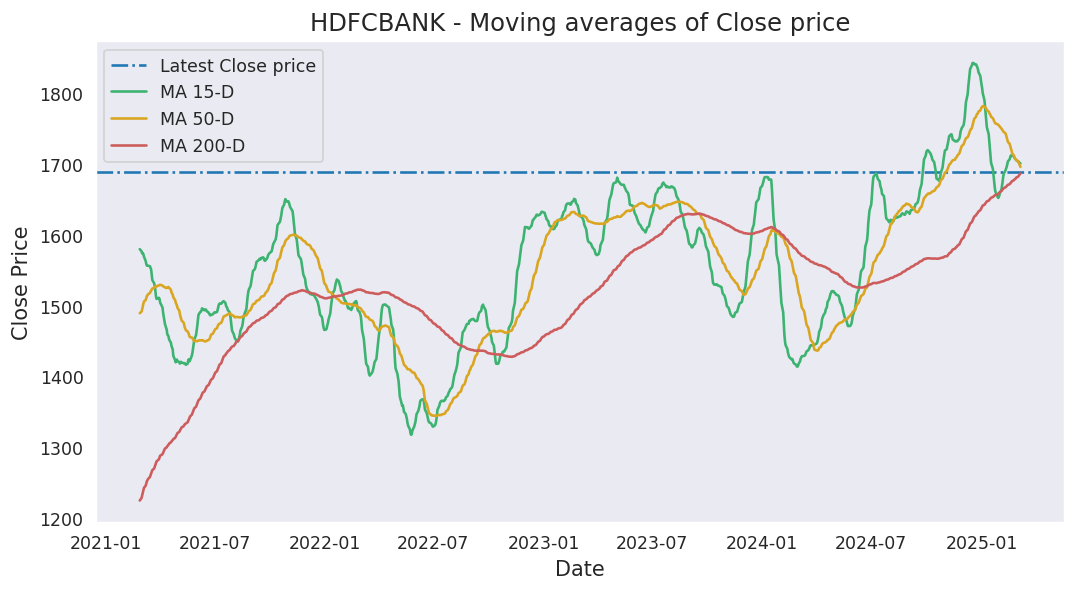 HDFCBANK - Moving averages of Close price
Latest Close price
MA 15-D
MA 50-D
MA 200-D
Close Price
1800
1700
1600
1500
1400
1300
1200
2021-01 2021-07 2022-01 2022-07 2023-01 2023-07 2024-01 2024-07 2025-01
Date